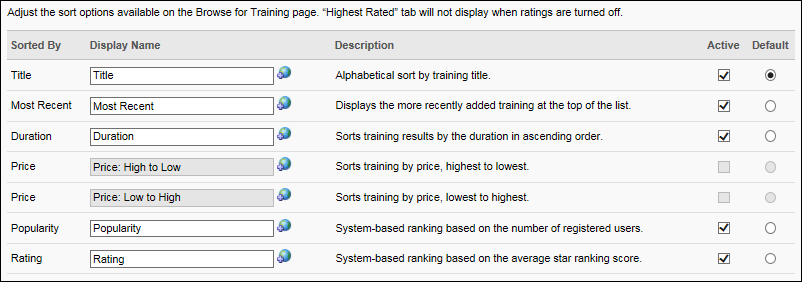 Adjust the sort options available on the Browse for Training page. “Highest Rated” tab will not display when ratings are turned off.
Sorted By Display Name Description Active Default
Title Title Alphabetical sort by training title.
Most Recent Most Recent Displays the more recently added training at the top of the list.
Duration Duration Sorts training results by the duration in ascending order.
Price Price: High to Low Sorts training by price, highest to lowest.
Price Price: Low to High Sorts training by price, lowest to highest.
Popularity Popularity System-based ranking based on the number of registered users.
Rating Rating System-based ranking based on the average star ranking score.